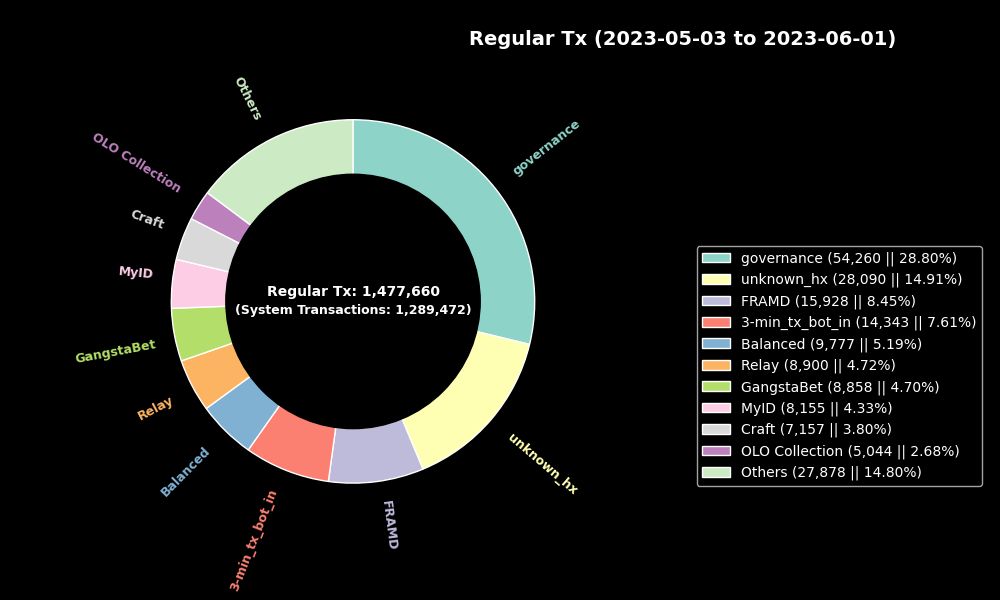 Regular Tx (2023-05-03 to 2023-06-01)
Others
governance
OLO Collection
Craft
MyID
GangstaBet
Relay
Balanced
3-min_tx_bot_in
FRAMD
unknown_hx
Regular Tx: 1,477,660
(System Transactions: 1,289,472)
governance (54,260 || 28.80%)
unknown_hx (28,090 || 14.91%)
FRAMD (15,928 || 8.45%)
3-min_tx_bot_in (14,343 || 7.61%)
Balanced (9,777 || 5.19%)
Relay (8,900 || 4.72%)
GangstaBet (8,858 || 4.70%)
MyID (8,155 || 4.33%)
Craft (7,157 || 3.80%)
OLO Collection (5,044 || 2.68%)
Others (27,878 || 14.80%)